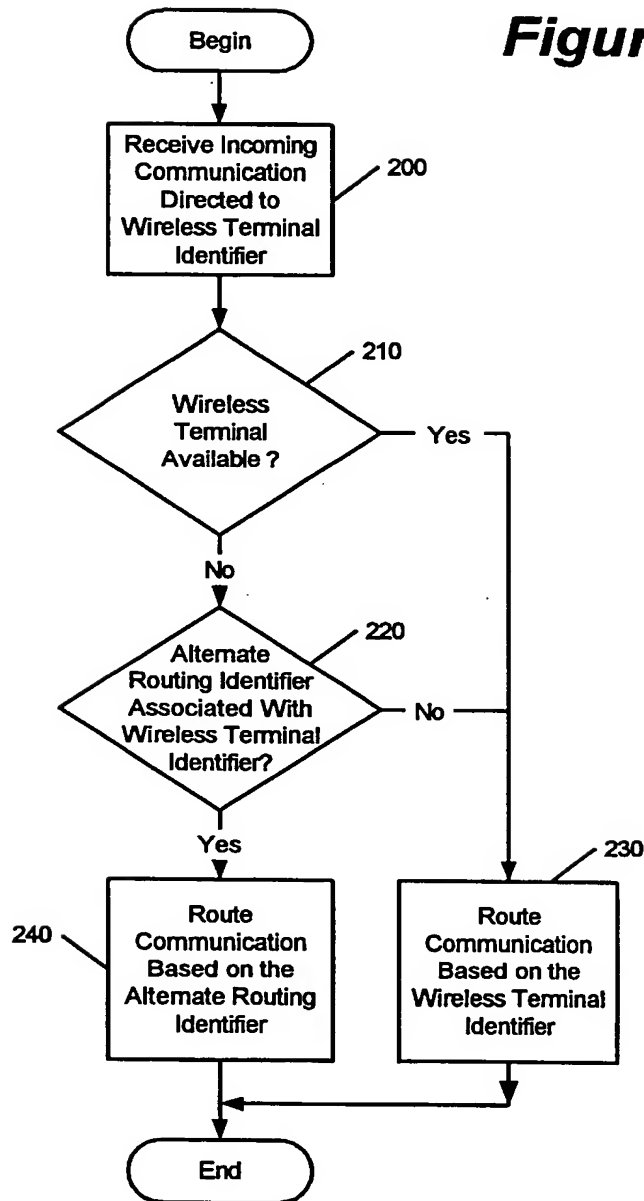 Begin
Figur
Receive Incoming
Communication
Directed to
Wireless Terminal
Identifier
200
210
Wireless
Terminal
Available ?
Yes
No
220
Alternate
Routing Identifier
Associated With
Wireless Terminal
Identifier?
No
Yes
230
240
Route
Communication
Based on the
Alternate Routing
Identifier
Route
Communication
Based on the
Wireless Terminal
Identifier
End